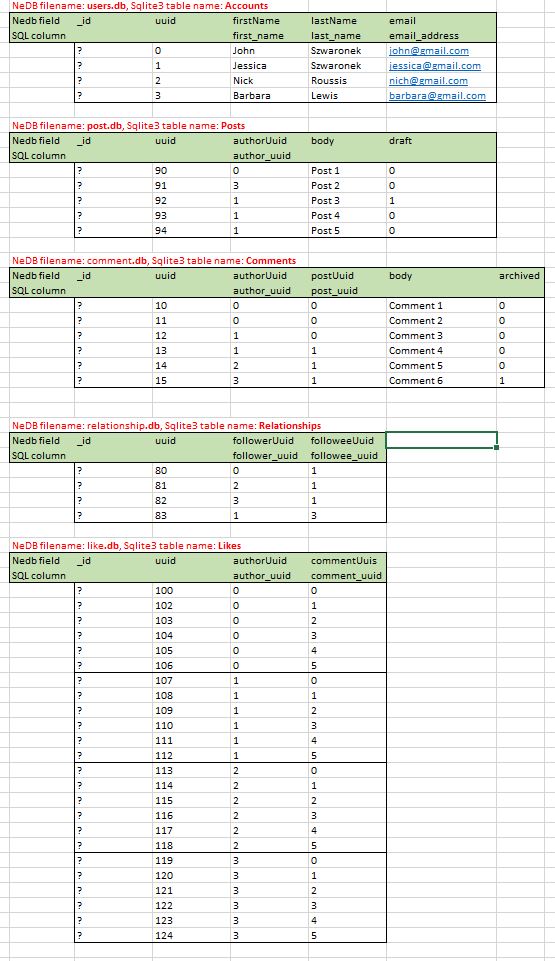 NeDB filename: users.db, Sqlite3 table name: Accounts
Nedb field _id uuid firstName lastName email
SQL column first_name last_name email_address
? 0 John Szwaronek john@gmail.com
? 1 Jessica Szwaronek jessica@gmail.com
? 2 Nick Roussis nich@gmail.com
? 3 Barbara Lewis barbara@gmail.com
NeDB filename: post.db, Sqlite3 table name: Posts
Nedb field _id uuid authorUuid body draft
SQL column author_uuid
? 90 0 Post 1 0
? 91 3 Post 2 0
? 92 1 Post 3 1
? 93 1 Post 4 0
? 94 1 Post 5 0
NeDB filename: comment.db, Sqlite3 table name: Comments
Nedb field _id uuid authorUuid postUuid body archived
SQL column author_uuid post_uuid
? 10 0 0 Comment 1 0
? 11 0 0 Comment 2 0
? 12 1 0 Comment 3 0
? 13 1 1 Comment 4 0
? 14 2 1 Comment 5 0
? 15 3 1 Comment 6 1
NeDB filename: relationship.db, Sqlite3 table name: Relationships
Nedb field _id uuid followerUuid followeeUuid
SQL column follower_uuid followee_uuid
? 80 0 1
? 81 2 1
? 82 3 1
? 83 1 3
NeDB filename: like.db, Sqlite3 table name: Likes
Nedb field _id uuid authorUuid commentUuis
SQL column author_uuid comment_uuid
? 100 0 0
? 102 0 1
? 103 0 2
? 104 0 3
? 105 0 4
? 106 0 5
? 107 1 0
? 108 1 1
? 109 1 2
? 110 1 3
? 111 1 4
? 112 1 5
? 113 2 0
? 114 2 1
? 115 2 2
? 116 2 3
? 117 2 4
? 118 2 5
? 119 3 0
? 120 3 1
? 121 3 2
? 122 3 3
? 123 3 4
? 124 3 5